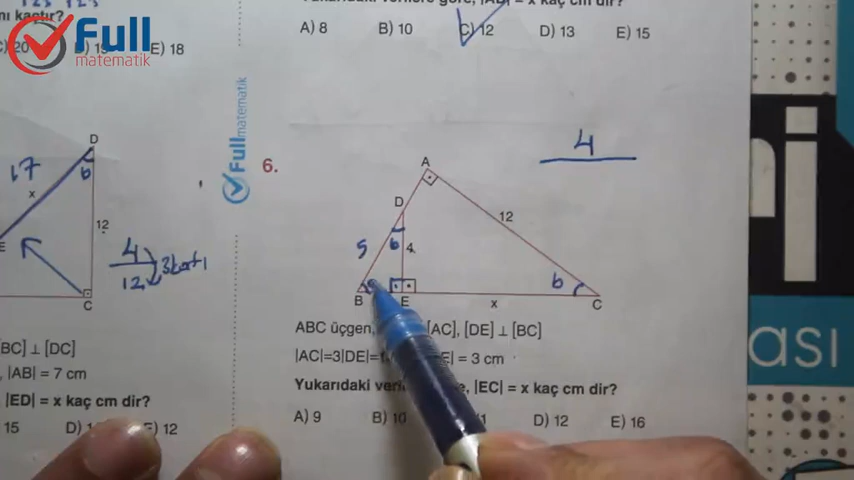 nı kaçtır?
20
E) 18
Full
matematik
A) 8 B) 10 C) 12 D) 13 E) 15
Full matematik
D
17
6
x
12
E
C
4
12
[BC] ⊥ [DC]
|AB| = 7 cm
|ED| = x kaç cm dir?
15
E) 12
6.
4
A
D
5
6
4
12
6
B
E
x
C
ABC üçgen, [AC], [DE] ⊥ [BC]
|AC|=3|DE|= E| = 3 cm
Yukarıdaki |EC| = x kaç cm dir?
A) 9 B) 10 D) 12 E) 16
ası